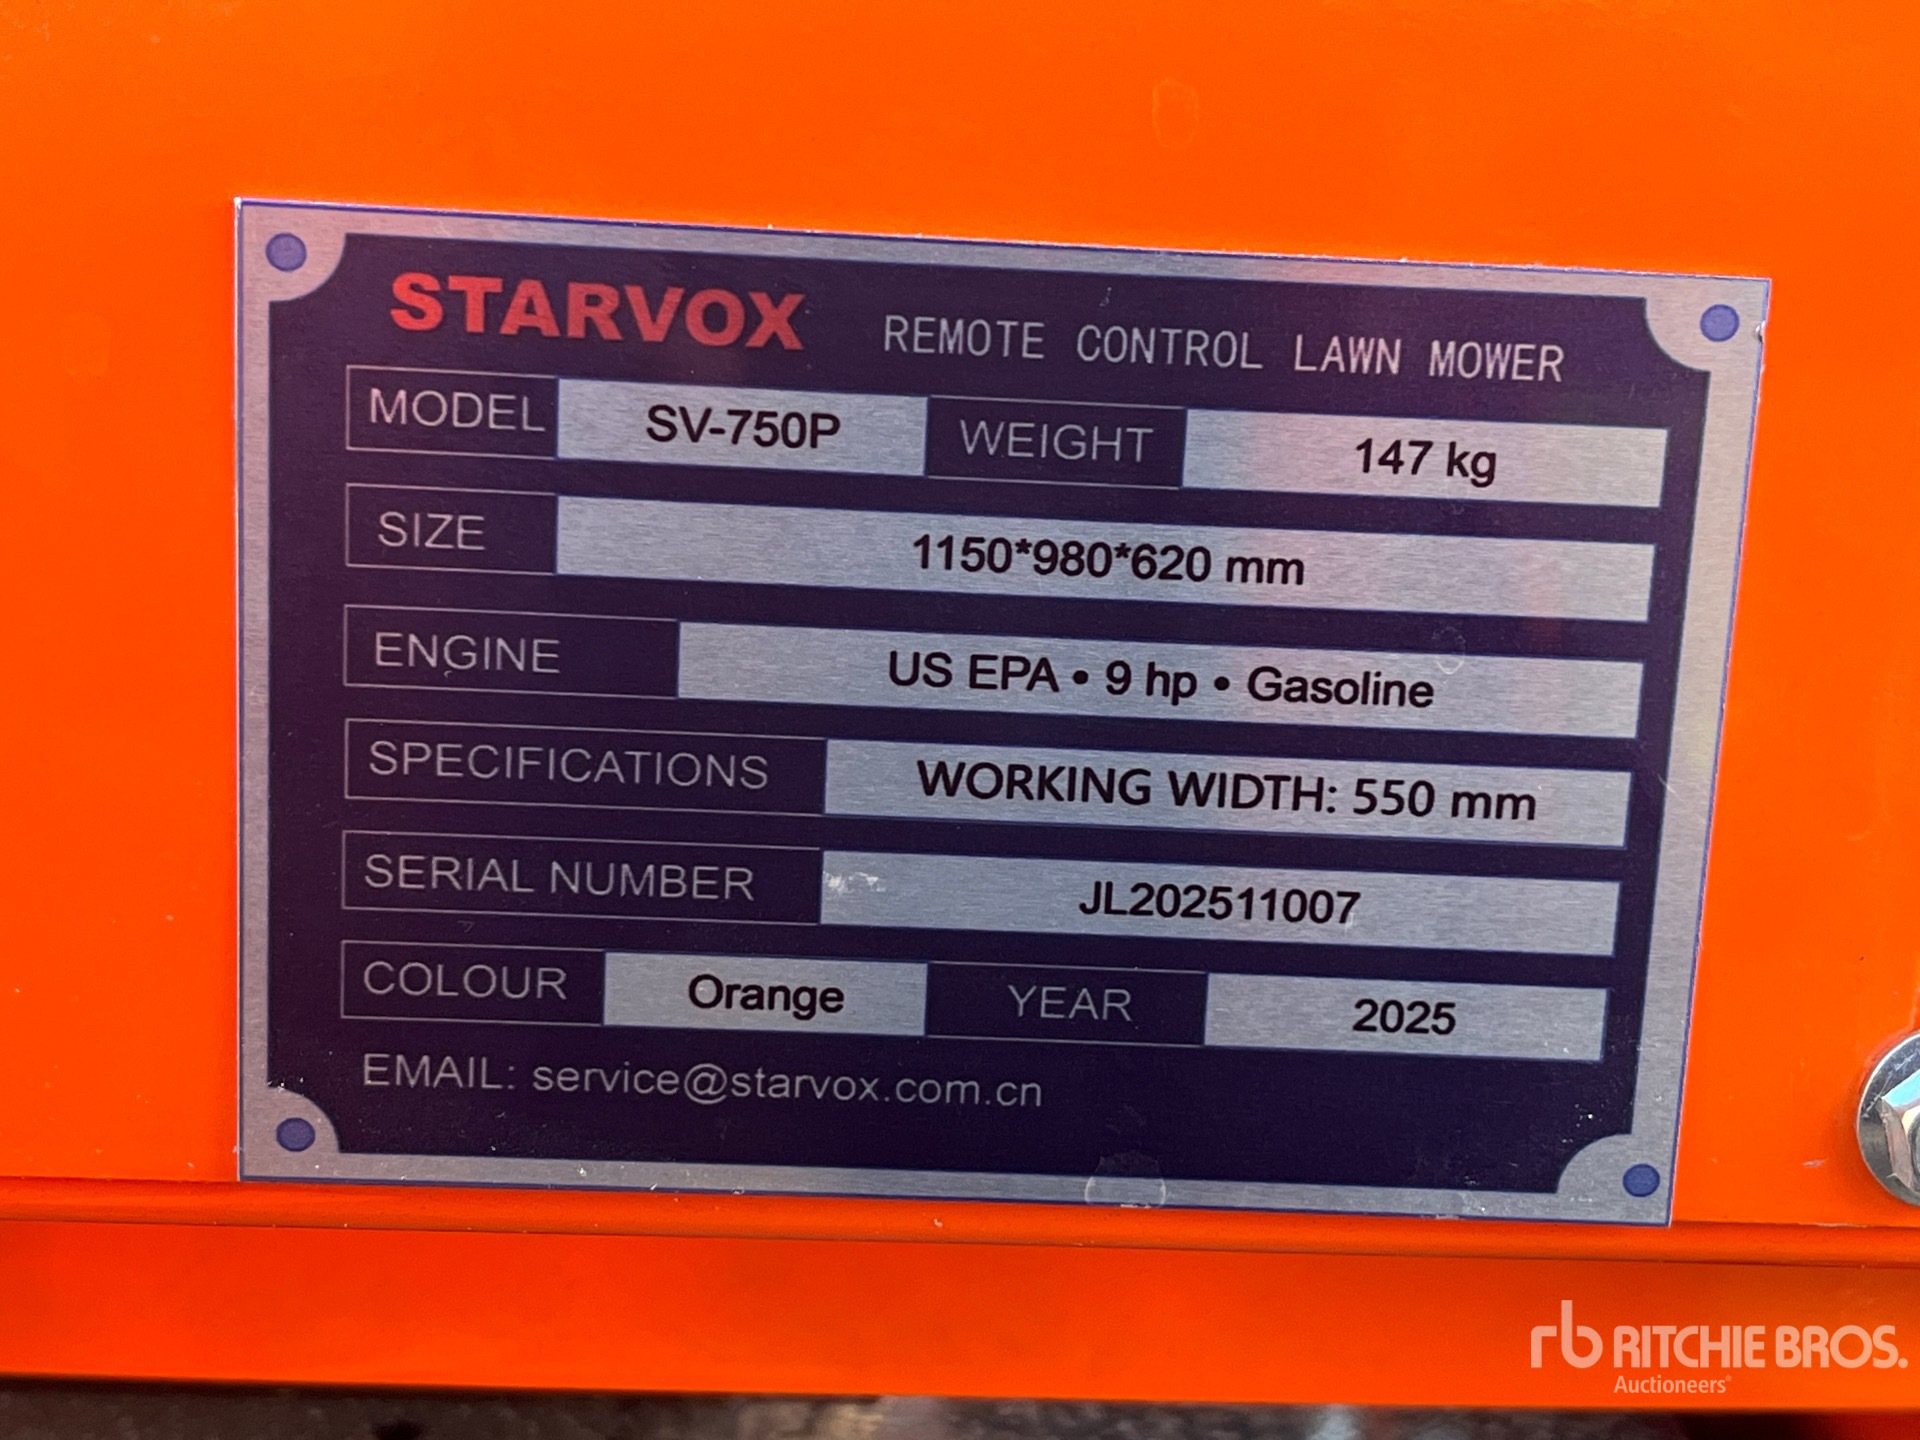 STARVOX REMOTE CONTROL LAWN MOWER
MODEL SV-750P WEIGHT 147 kg
SIZE 1150*980*620 mm
ENGINE US EPA • 9 hp • Gasoline
SPECIFICATIONS WORKING WIDTH: 550 mm
SERIAL NUMBER JL202511007
COLOUR Orange YEAR 2025
EMAIL: service@starvox.com.cn
rb RITCHIE BROS.
Auctioneers®